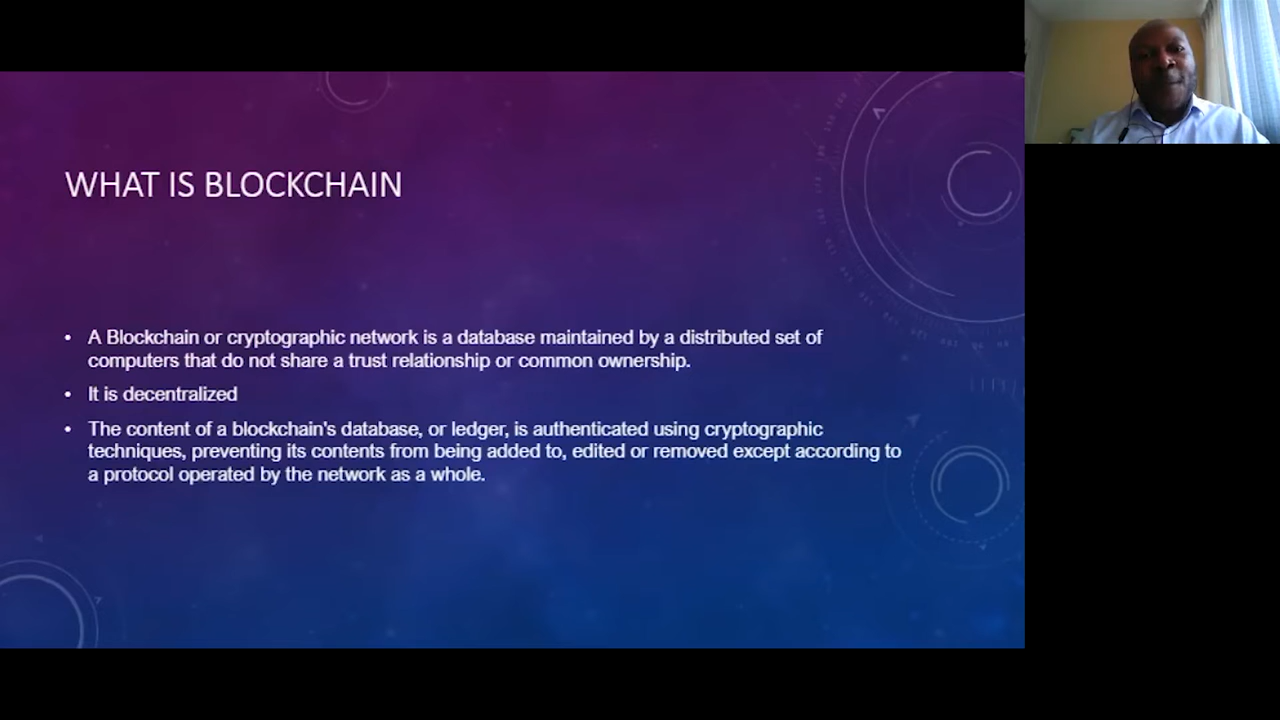 WHAT IS BLOCKCHAIN
• A Blockchain or cryptographic network is a database maintained by a distributed set of
computers that do not share a trust relationship or common ownership.
• It is decentralized
• The content of a blockchain's database, or ledger, is authenticated using cryptographic
techniques, preventing its contents from being added to, edited or removed except according to
a protocol operated by the network as a whole.